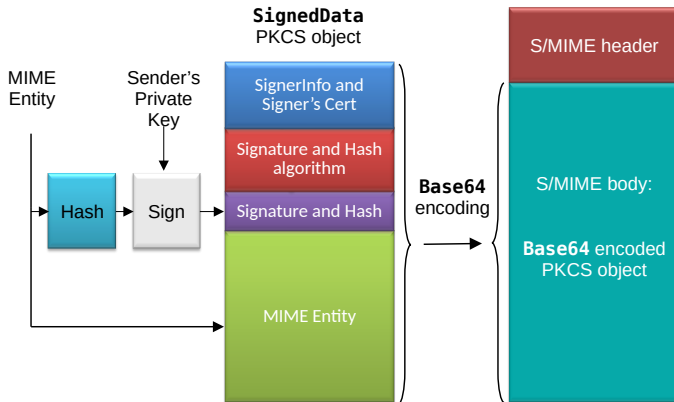 SignedData
PKCS object
MIME
Entity
Sender’s
Private
Key
Hash
Sign
SignerInfo and
Signer’s Cert
Signature and Hash
algorithm
Signature and Hash
MIME Entity
Base64
encoding
S/MIME header
S/MIME body:
Base64 encoded
PKCS object